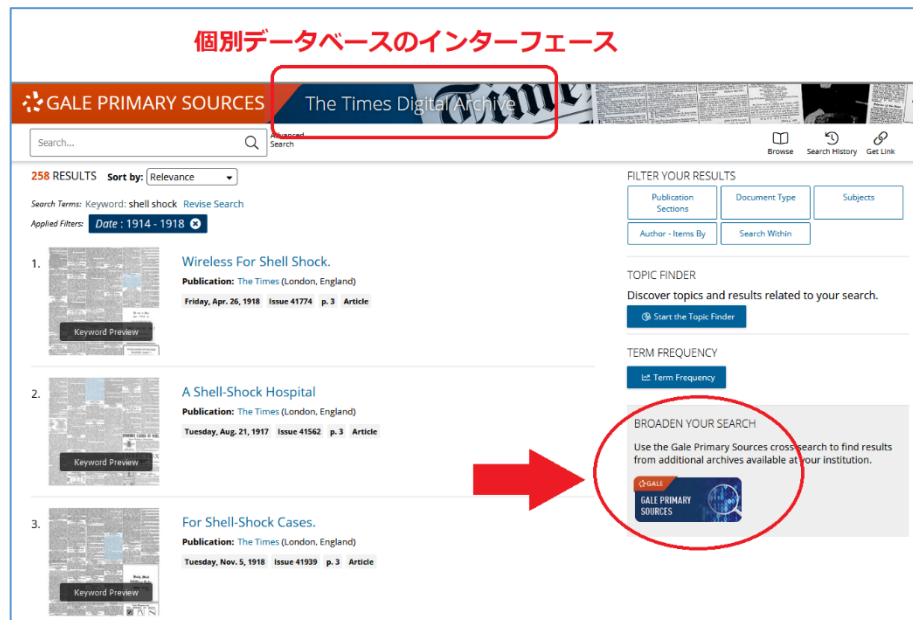 個別データベースのインターフェース
GALE PRIMARY SOURCES
The Times Digital Archive
Search...
Advanced
Search
Browse
Search History
Get Link
258 RESULTS Sort by: Relevance
Search Terms: Keyword: shell shock Revise Search
Applied Filters: Date : 1914 - 1918
1.
Wireless For Shell Shock.
Publication: The Times (London, England)
Friday, Apr. 26, 1918 Issue 41774 p. 3 Article
Keyword Preview
2.
A Shell-Shock Hospital
Publication: The Times (London, England)
Tuesday, Aug. 21, 1917 Issue 41562 p. 3 Article
Keyword Preview
3.
For Shell-Shock Cases.
Publication: The Times (London, England)
Tuesday, Nov. 5, 1918 Issue 41939 p. 3 Article
Keyword Preview
FILTER YOUR RESULTS
Publication
Sections
Document Type
Subjects
Author - Items By
Search Within
TOPIC FINDER
Discover topics and results related to your search.
Start the Topic Finder
TERM FREQUENCY
Term Frequency
BROADEN YOUR SEARCH
Use the Gale Primary Sources cross-search to find results
from additional archives available at your institution.
GALE
GALE PRIMARY
SOURCES